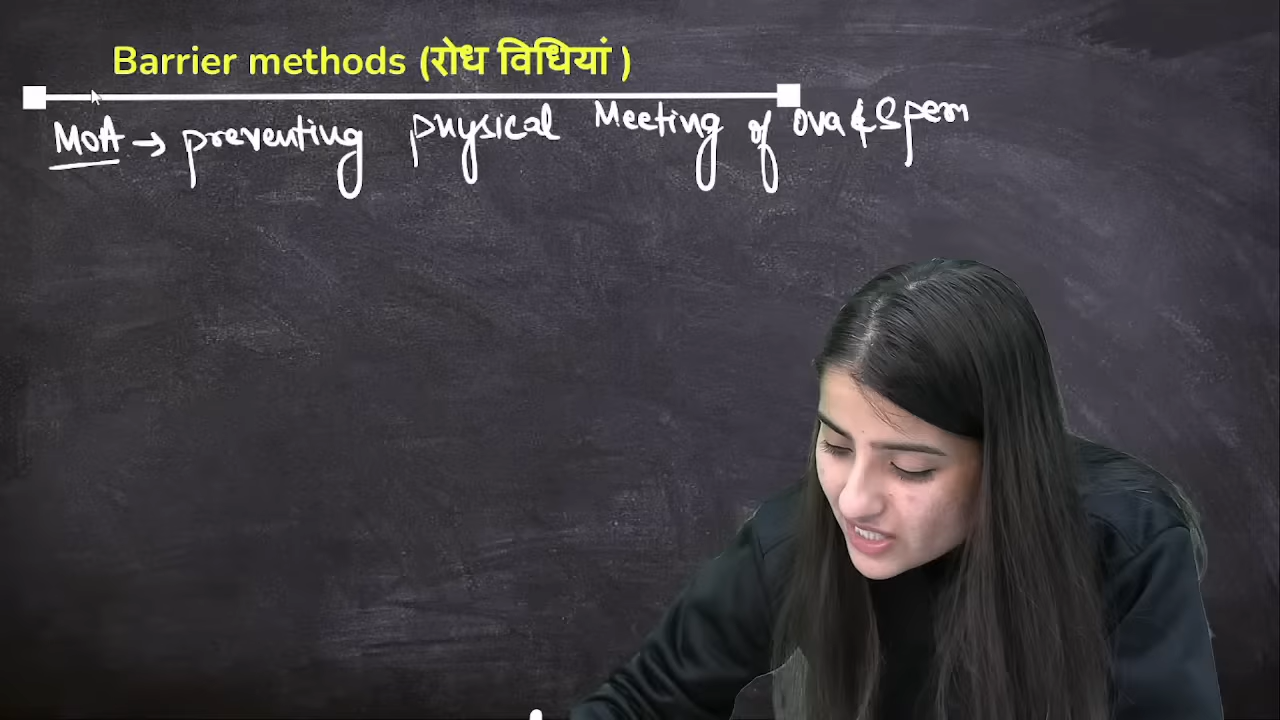 Barrier methods (रोध विधियां )
MOA → preventing physical Meeting of Ova & Sperm